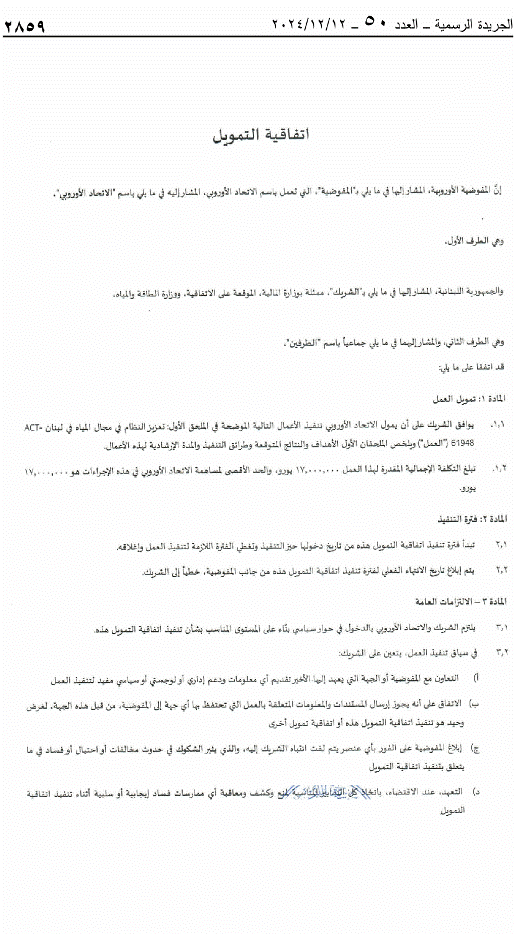 الجريدة الرسمية ــ العدد ٥٠ ــ ٢٠٢٤/١٢/١٢
٢٨٥٩
اتفاقية التمويل
إنَّ المفوضية الأوروبية، المشار إليها في ما يلي بـ"المفوضية"، التي تعمل باسم الاتحاد الأوروبي، المشار إليه في ما يلي باسم "الاتحاد الأوروبي"،
وهي الطرف الأول،
والجمهورية اللبنانية، المشار إليها في ما يلي بـ"الشريك"، ممثلة بوزارة المالية، الموقعة على الاتفاقية، ووزارة الطاقة والمياه،
وهي الطرف الثاني، والمشار إليهما في ما يلي جماعياً باسم "الطرفين"،
قد اتفقا على ما يلي:
المادة ١: تمويل العمل
١.١ يوافق الشريك على أن يمول الاتحاد الأوروبي تنفيذ الأعمال التالية الموضحة في الملحق الأول: تعزيز النظام في مجال المياه في لبنان ACT-
61948 ("العمل") ويلخص الملحقان الأول الأهداف والنتائج المتوقعة وطرائق التنفيذ والمدة الإرشادية لهذه الأعمال.
١.٢ تبلغ التكلفة الإجمالية المقدرة لهذا العمل ١٧,٠٠٠,٠٠٠ يورو، والحد الأقصى لمساهمة الاتحاد الأوروبي في هذه الإجراءات هو ١٧,٠٠٠,٠٠٠
يورو.
المادة ٢: فترة التنفيذ
٢.١ تبدأ فترة تنفيذ اتفاقية التمويل هذه من تاريخ دخولها حيز التنفيذ وتغطي الفترة اللازمة لتنفيذ العمل وإغلاقه.
٢.٢ يتم إبلاغ تاريخ الانتهاء الفعلي لفترة تنفيذ اتفاقية التمويل هذه من جانب المفوضية، خطياً إلى الشريك.
المادة ٣ – الالتزامات العامة
٣.١ يلتزم الشريك والاتحاد الأوروبي بالدخول في حوار سياسي بنّاء على المستوى المناسب بشأن تنفيذ اتفاقية التمويل هذه.
٣.٢ في سياق تنفيذ العمل، يتعين على الشريك:
أ) التعاون مع المفوضية أو الجهة التي يعهد إليها الأخير تقديم أي معلومات ودعم إداري أو لوجستي أو سياسي مفيد لتنفيذ العمل
ب) الاتفاق على أنه يجوز إرسال المستندات والمعلومات المتعلقة بالعمل التي تحتفظ بها أي جهة إلى المفوضية، من قبل هذه الجهة، لغرض
وحيد هو تنفيذ اتفاقية التمويل هذه أو اتفاقية تمويل أخرى
ج) إبلاغ المفوضية على الفور بأي عنصر يتم لفت انتباه الشريك إليه، والذي يثير الشكوك في حدوث مخالفات أو احتيال أو فساد في ما
يتعلق بتنفيذ اتفاقية التمويل
د) التعهد، عند الاقتضاء، باتخاذ كل التدابير المناسبة لمنع وكشف ومعاقبة أي ممارسات فساد إيجابية أو سلبية أثناء تنفيذ اتفاقية
التمويل